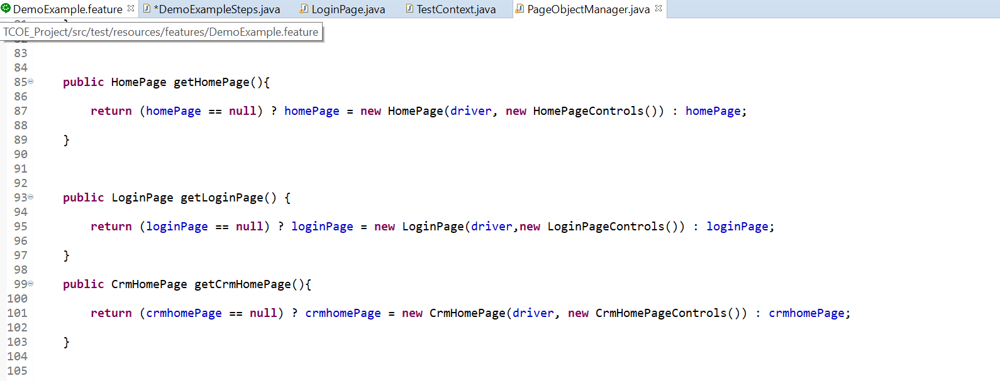 DemoExample.feature *DemoExampleSteps.java LoginPage.java TestContext.java PageObjectManager.java
TCOE_Project/src/test/resources/features/DemoExample.feature
83
84
85 public HomePage getHomePage(){
86
87 return (homePage == null) ? homePage = new HomePage(driver, new HomePageControls()) : homePage;
88
89 }
90
91
92
93 public LoginPage getLoginPage() {
94
95 return (loginPage == null) ? loginPage = new LoginPage(driver,new LoginPageControls()) : loginPage;
96
97 }
98
99 public CrmHomePage getCrmHomePage(){
100
101 return (crmhomePage == null) ? crmhomePage = new CrmHomePage(driver, new CrmHomePageControls()) : crmhomePage;
102
103 }
104
105